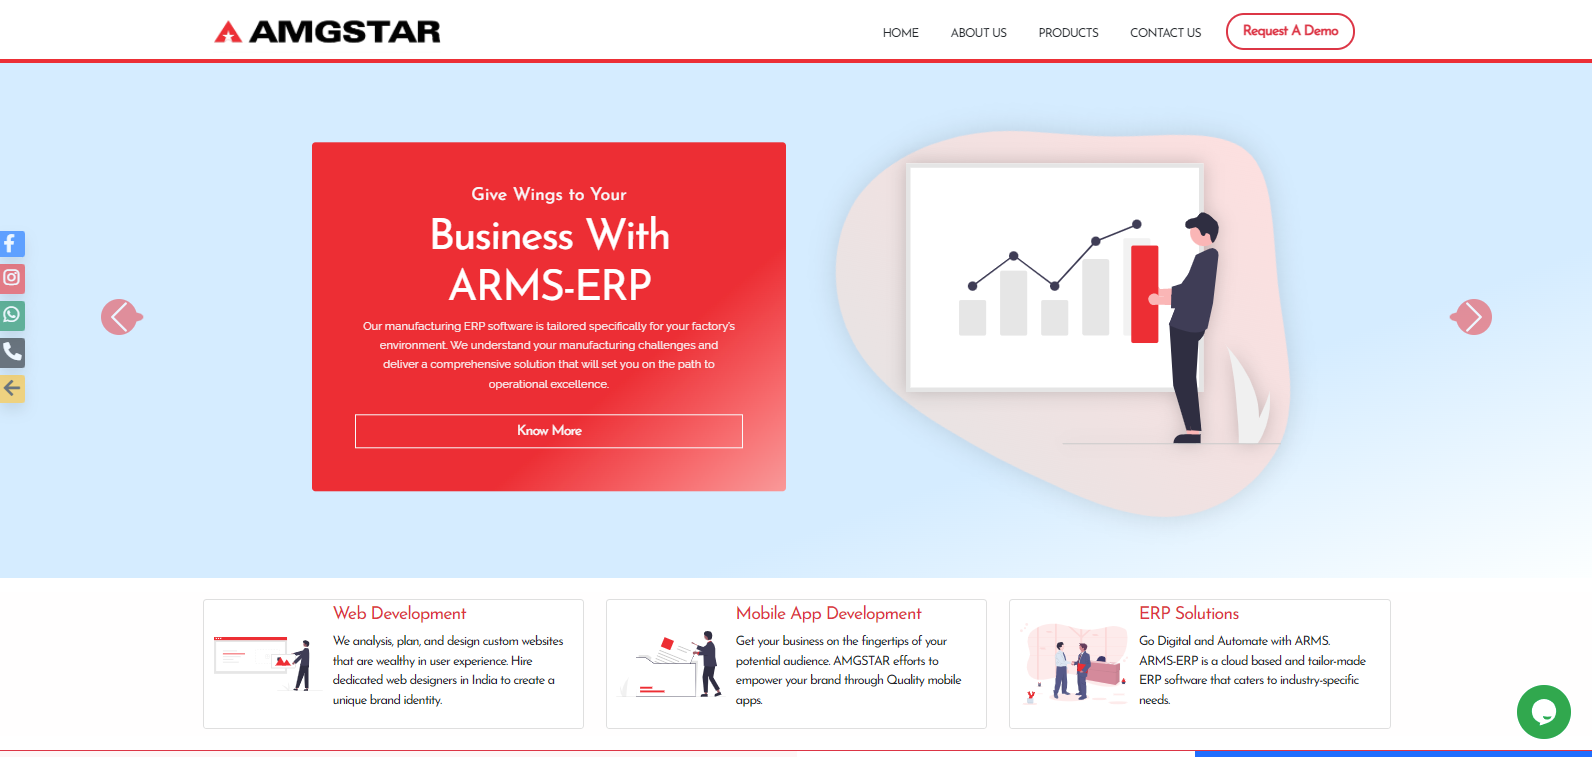 AMGSTAR
HOME
ABOUT US
PRODUCTS
CONTACT US
Request A Demo
Give Wings to Your
Business With
ARMS-ERP
Our manufacturing ERP software is tailored specifically for your factory's
environment. We understand your manufacturing challenges and
deliver a comprehensive solution that will set you on the path to
operational excellence.
Know More
Web Development
We analysis, plan, and design custom websites
that are wealthy in user experience. Hire
dedicated web designers in India to create a
unique brand identity.
Mobile App Development
Get your business on the fingertips of your
potential audience. AMGSTAR efforts to
empower your brand through Quality mobile
apps.
ERP Solutions
Go Digital and Automate with ARMS.
ARMS-ERP is a cloud based and tailor-made
ERP software that caters to industry-specific
needs.